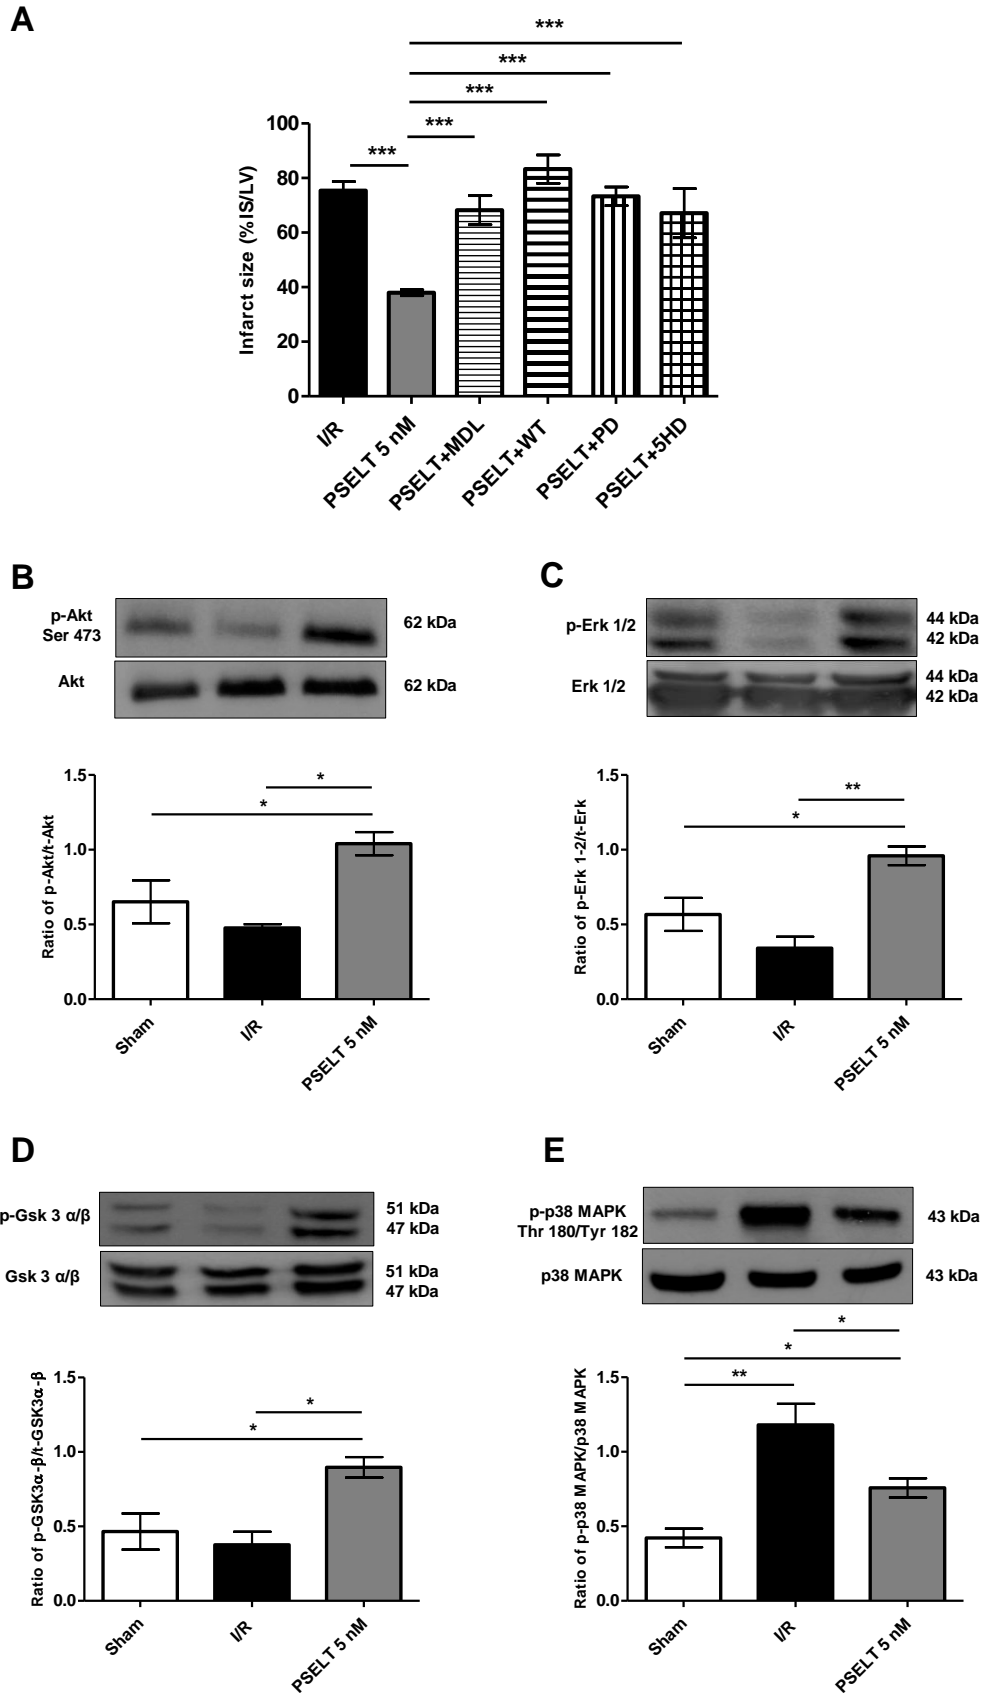 A
***
***
***
***
***
100
80
60
40
20
0
Infarct size (%IS/LV)
I/R
PSELT 5 nM
PSELT+MDL
PSELT+WT
PSELT+PD
PSELT+5HD
B
p-Akt
Ser 473
62 kDa
Akt
62 kDa
1.5
1.0
0.5
0.0
Ratio of p-Akt/t-Akt
*
*
Sham
I/R
PSELT 5 nM
C
p-Erk 1/2
44 kDa
42 kDa
Erk 1/2
44 kDa
42 kDa
1.5
1.0
0.5
0.0
Ratio of p-Erk 1-2/t-Erk
**
*
Sham
I/R
PSELT 5 nM
D
p-Gsk 3 α/β
51 kDa
47 kDa
Gsk 3 α/β
51 kDa
47 kDa
1.5
1.0
0.5
0.0
Ratio of p-GSK3α-β/t-GSK3α-β
*
*
Sham
I/R
PSELT 5 nM
E
p-p38 MAPK
Thr 180/Tyr 182
43 kDa
p38 MAPK
43 kDa
*
*
**
1.5
1.0
0.5
0.0
Ratio of p-p38 MAPK/p38 MAPK
Sham
I/R
PSELT 5 nM